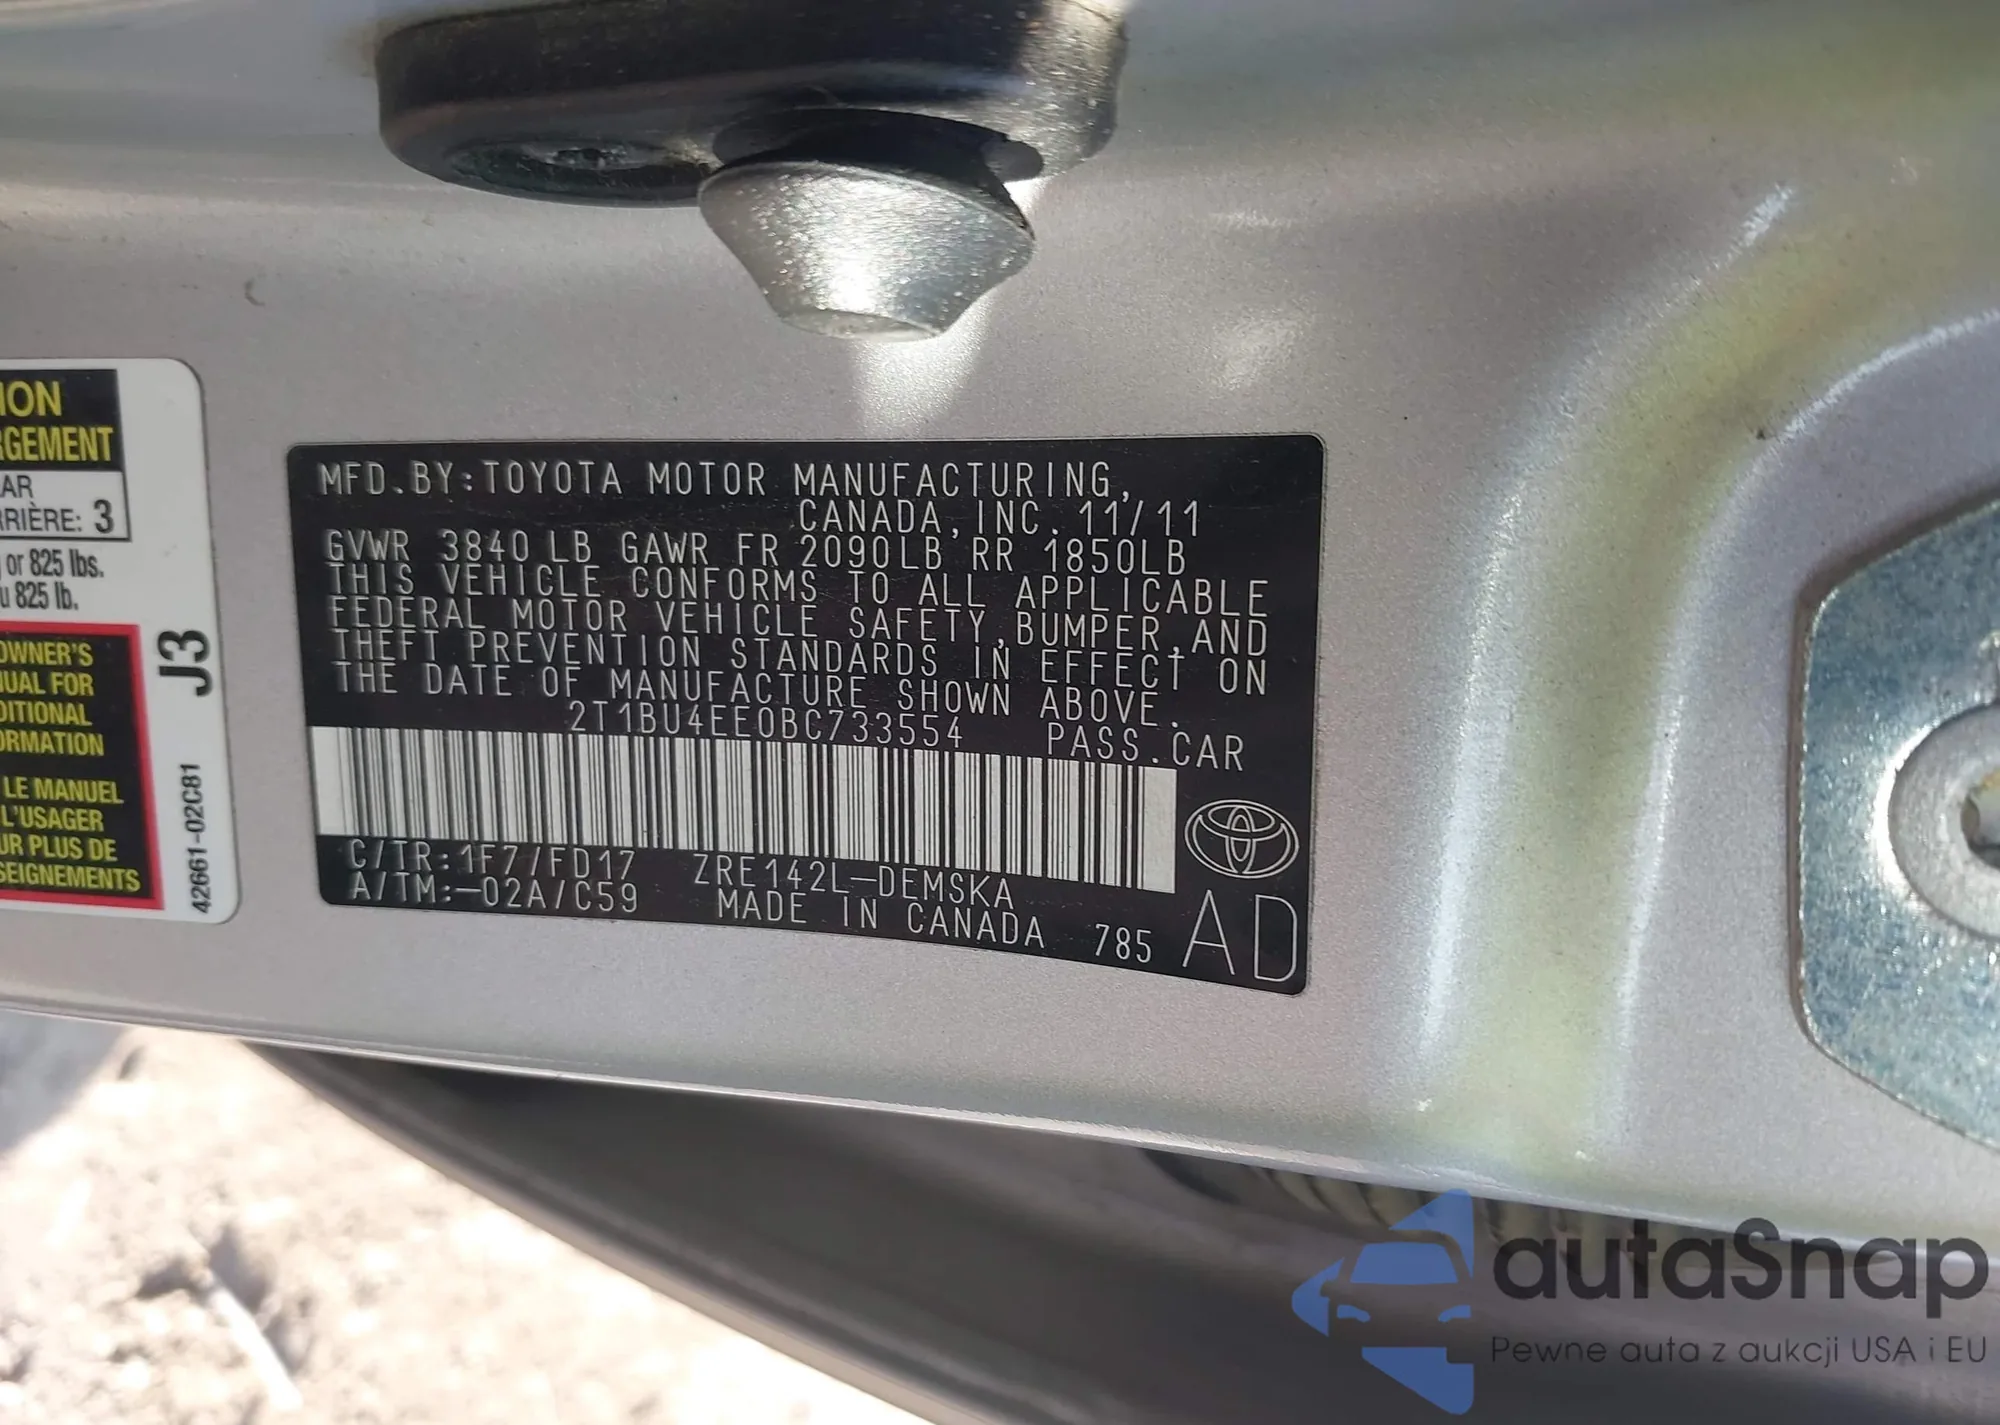 ION
RGEMENT
AR
RRIÈRE: 3
or 825 lbs.
u 825 lb.
OWNER'S
NUAL FOR
DITIONAL
ORMATION
LE MANUEL
L'USAGER
UR PLUS DE
SEIGNEMENTS
J3
42661-02C81
MFD.BY:TOYOTA MOTOR MANUFACTURING,
CANADA,INC. 11/11
GVWR 3840LB GAWR FR 2090LB RR 1850LB
THIS VEHICLE CONFORMS TO ALL APPLICABLE
FEDERAL MOTOR VEHICLE SAFETY,BUMPER,AND
THEFT PREVENTION STANDARDS IN EFFECT ON
THE DATE OF MANUFACTURE SHOWN ABOVE.
2T1BU4EE0BC733554 PASS.CAR
C/TR:1F7/FD17 ZRE142L-DEMSKA
A/TM:-02A/C59 MADE IN CANADA 785 AD
autaSnap
Pewne auta z aukcji USA i EU